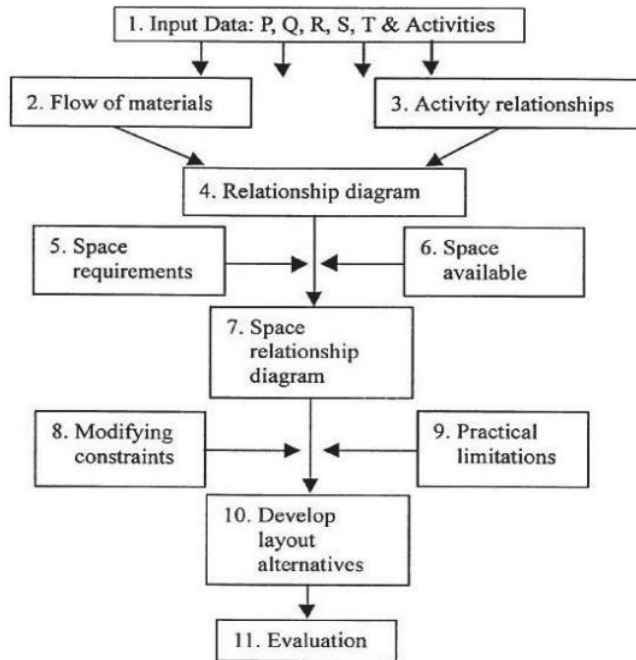 1. Input Data: P, Q, R, S, T & Activities
2. Flow of materials
3. Activity relationships
4. Relationship diagram
5. Space
requirements
6. Space
available
7. Space
relationship
diagram
8. Modifying
constraints
9. Practical
limitations
10. Develop
layout
alternatives
11. Evaluation